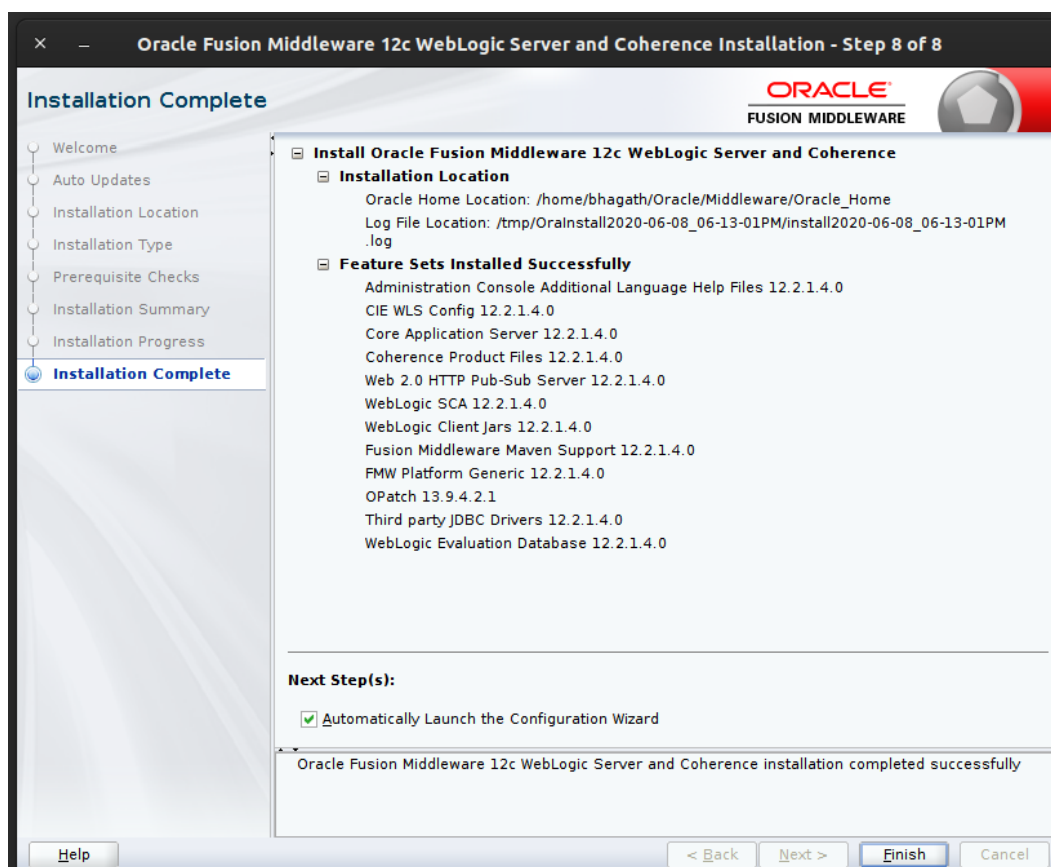 Oracle Fusion Middleware 12c WebLogic Server and Coherence Installation - Step 8 of 8
Installation Complete
ORACLE
FUSION MIDDLEWARE
Welcome
Auto Updates
Installation Location
Installation Type
Prerequisite Checks
Installation Summary
Installation Progress
Installation Complete
Install Oracle Fusion Middleware 12c WebLogic Server and Coherence
Installation Location
Oracle Home Location: /home/bhagath/Oracle/Middleware/Oracle_Home
Log File Location: /tmp/OraInstall2020-06-08_06-13-01PM/install2020-06-08_06-13-01PM
.log
Feature Sets Installed Successfully
Administration Console Additional Language Help Files 12.2.1.4.0
CIE WLS Config 12.2.1.4.0
Core Application Server 12.2.1.4.0
Coherence Product Files 12.2.1.4.0
Web 2.0 HTTP Pub-Sub Server 12.2.1.4.0
WebLogic SCA 12.2.1.4.0
WebLogic Client Jars 12.2.1.4.0
Fusion Middleware Maven Support 12.2.1.4.0
FMW Platform Generic 12.2.1.4.0
OPatch 13.9.4.2.1
Third party JDBC Drivers 12.2.1.4.0
WebLogic Evaluation Database 12.2.1.4.0
Next Step(s):
Automatically Launch the Configuration Wizard
Oracle Fusion Middleware 12c WebLogic Server and Coherence installation completed successfully
Help
< Back
Next >
Finish
Cancel